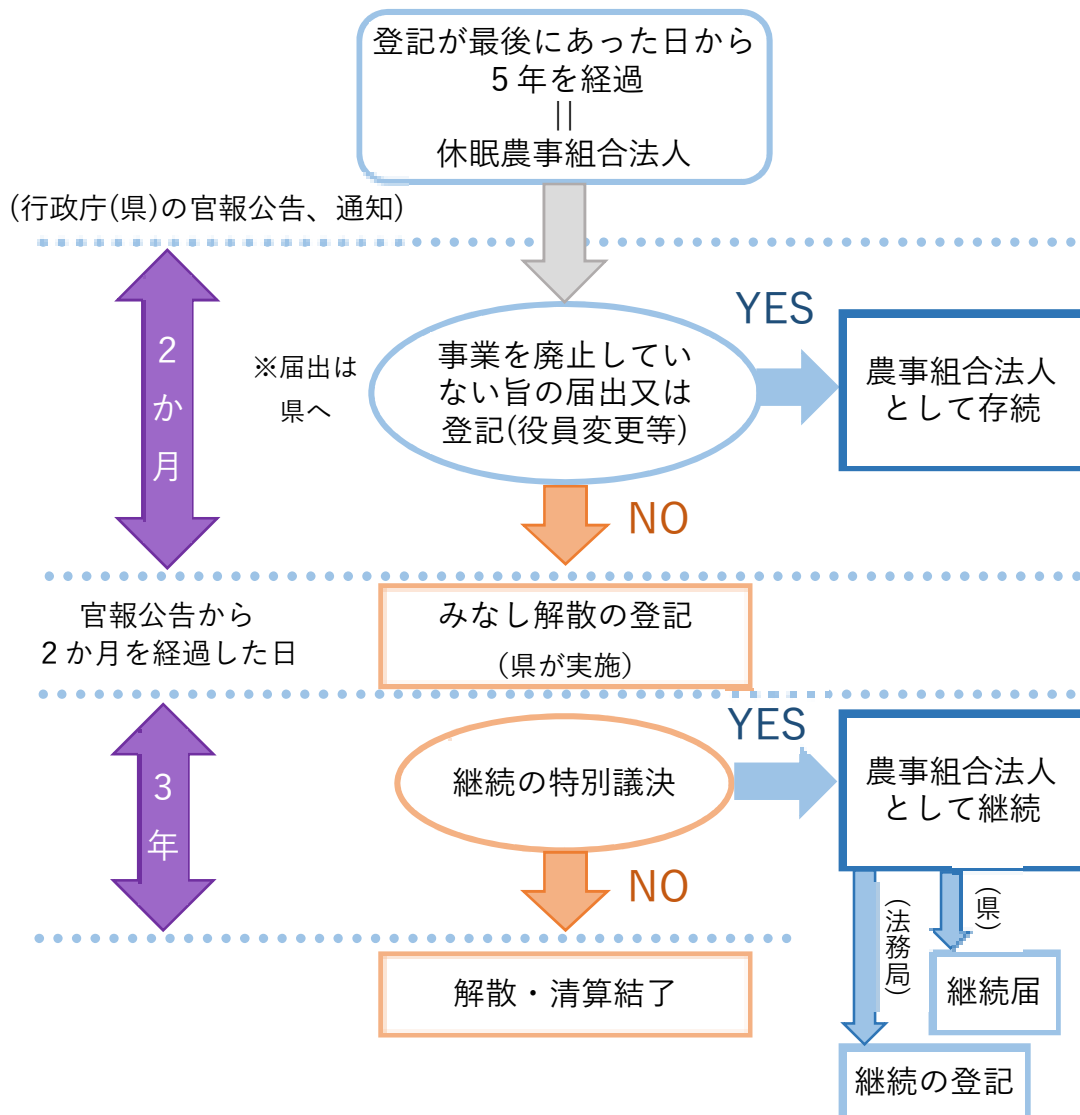 登記が最後にあった日から
5年を経過
||
休眠農事組合法人
(行政庁(県)の官報公告、通知)
2か月
※届出は
県へ
事業を廃止してい
ない旨の届出又は
登記(役員変更等)
YES
農事組合法人
として存続
NO
官報公告から
2か月を経過した日
みなし解散の登記
(県が実施)
3年
継続の特別議決
YES
農事組合法人
として継続
NO
(法務局)
(県)
解散・清算結了
継続届
継続の登記